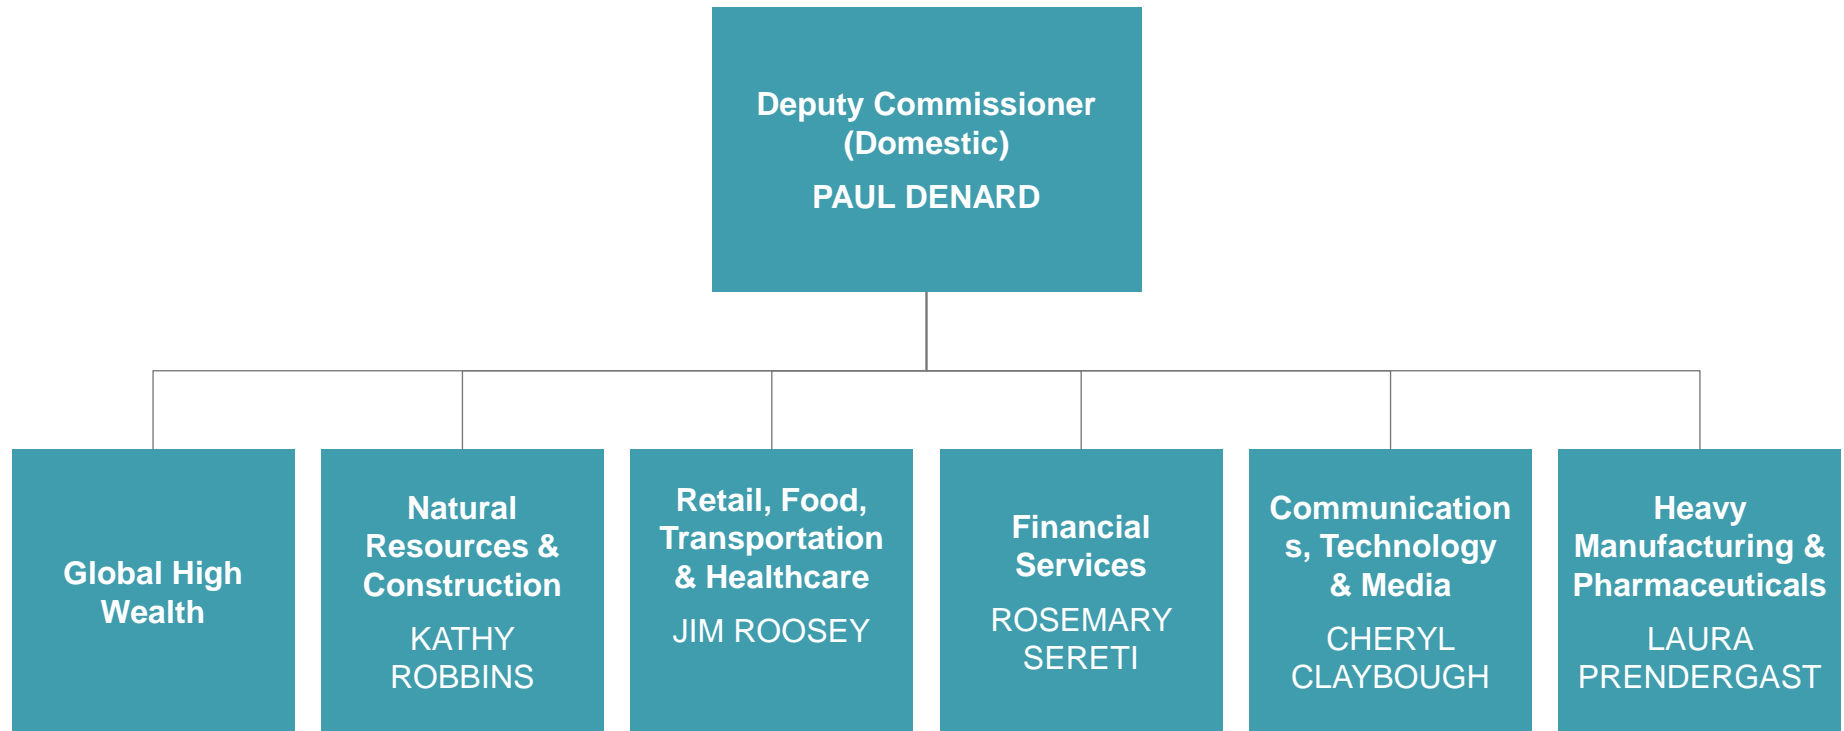 Deputy Commissioner
(Domestic)
PAUL DENARD
Global High
Wealth
Natural
Resources &
Construction
KATHY
ROBBINS
Retail, Food,
Transportation
& Healthcare
JIM ROOSEY
Financial
Services
ROSEMARY
SERETI
Communication
s, Technology
& Media
CHERYL
CLAYBOUGH
Heavy
Manufacturing &
Pharmaceuticals
LAURA
PRENDERGAST